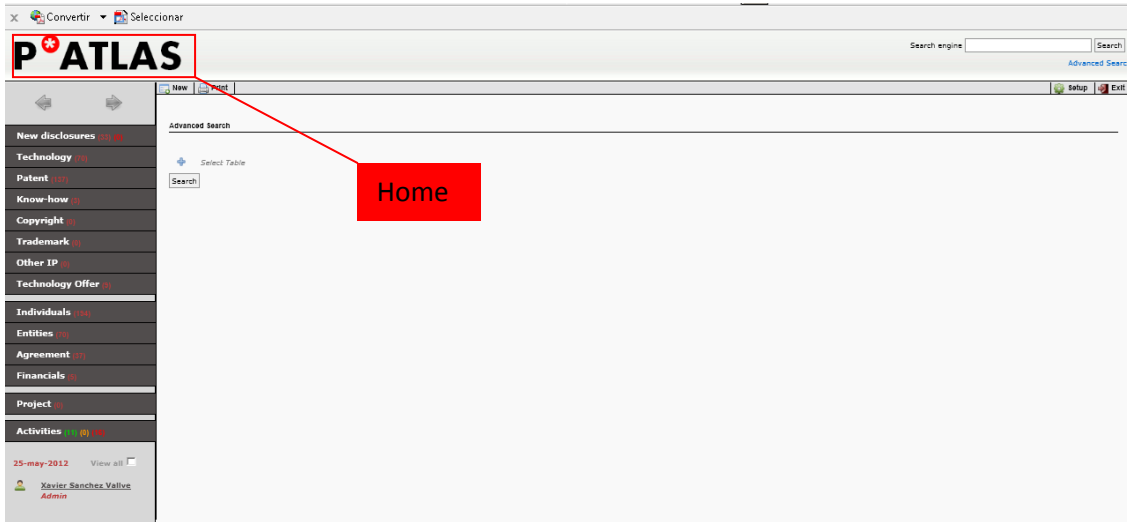 x Convertir Seleccionar
P*ATLAS
Search engine Search
Advanced Searc
New Print Setup Exit
Advanced Search
Select Table
Search
Home
New disclosures
Technology
Patent
Know-how
Copyright
Trademark
Other IP
Technology Offer
Individuals
Entities
Agreement
Financials
Project
Activities (11) (0)
25-may-2012 View all
Xavier Sanchez Vallve
Admin